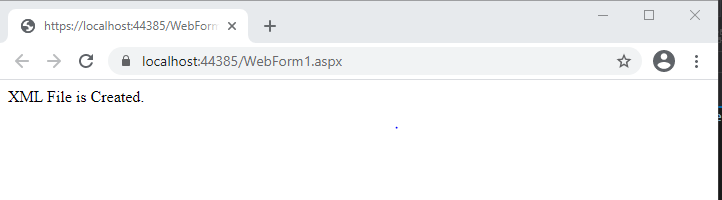 https://localhost:44385/WebForm
localhost:44385/WebForm1.aspx
XML File is Created.